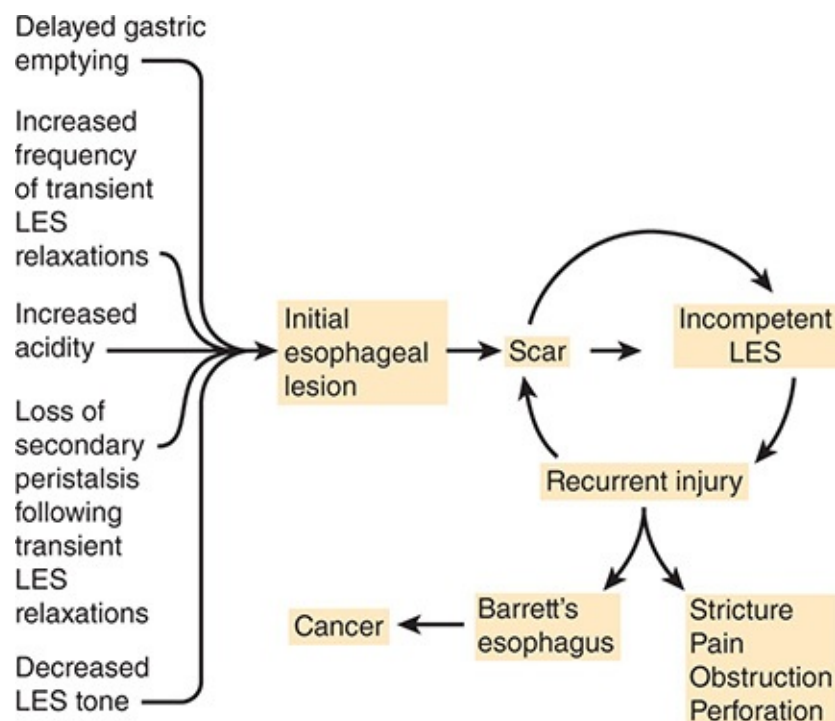 Delayed gastric
emptying
Increased
frequency
of transient
LES
relaxations
Increased
acidity
Loss of
secondary
peristalsis
following
transient
LES
relaxations
Decreased
LES tone
Initial
esophageal
lesion
Scar
Incompetent
LES
Recurrent injury
Barrett's
esophagus
Cancer
Stricture
Pain
Obstruction
Perforation